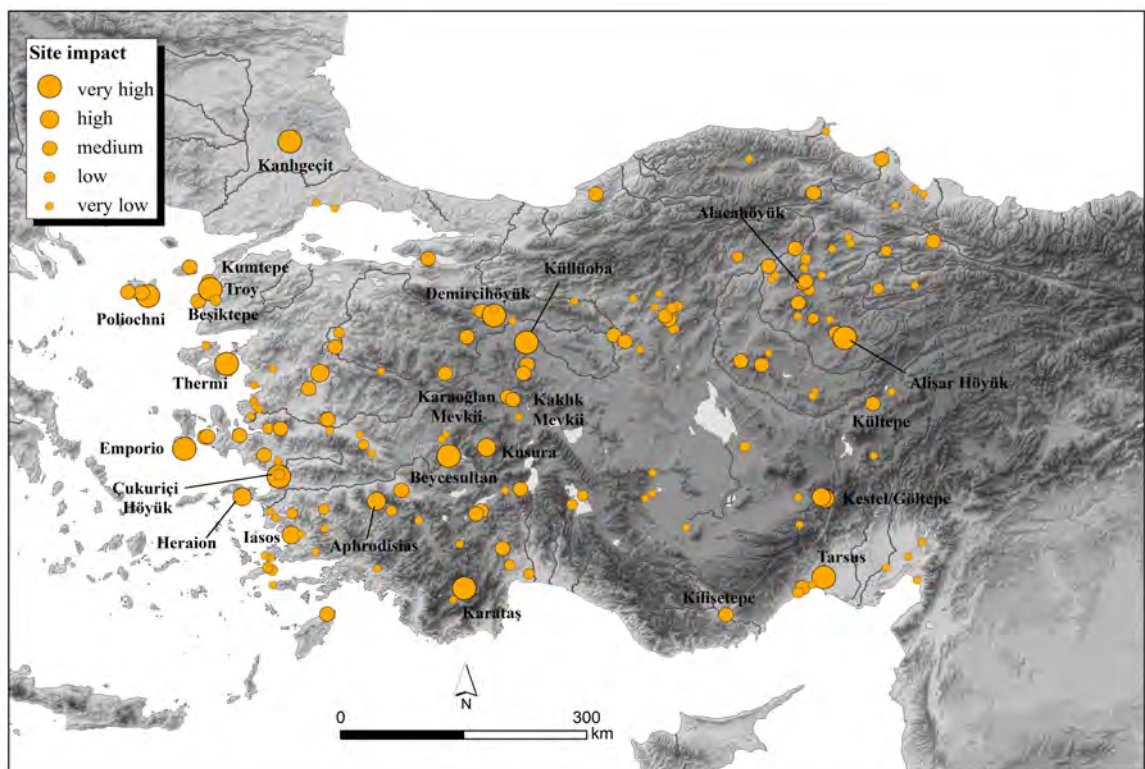 Site impact
very high
high
medium
low
very low
Kanlıgeçit
Alacahöyük
Kumtepe
Troy
Küllüoba
Demircihöyük
Poliochni
Beşiktepe
Thermi
Karaoğlan
Mevkii
Kaklık
Mevkii
Alişar Höyük
Kültepe
Emporio
Kusura
Beycesultan
Çukuriçi
Höyük
Kestel/Göltepe
Heraion
Iasos
Aphrodisias
Tarsus
Karataş
Kilisetepe
N
0
300
km